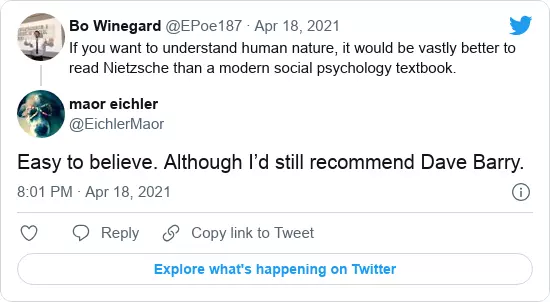 Bo Winegard @EPoe187 · Apr 18, 2021
If you want to understand human nature, it would be vastly better to
read Nietzsche than a modern social psychology textbook.
maor eichler
@EichlerMaor
Easy to believe. Although I’d still recommend Dave Barry.
8:01 PM · Apr 18, 2021
Reply Copy link to Tweet
Explore what's happening on Twitter